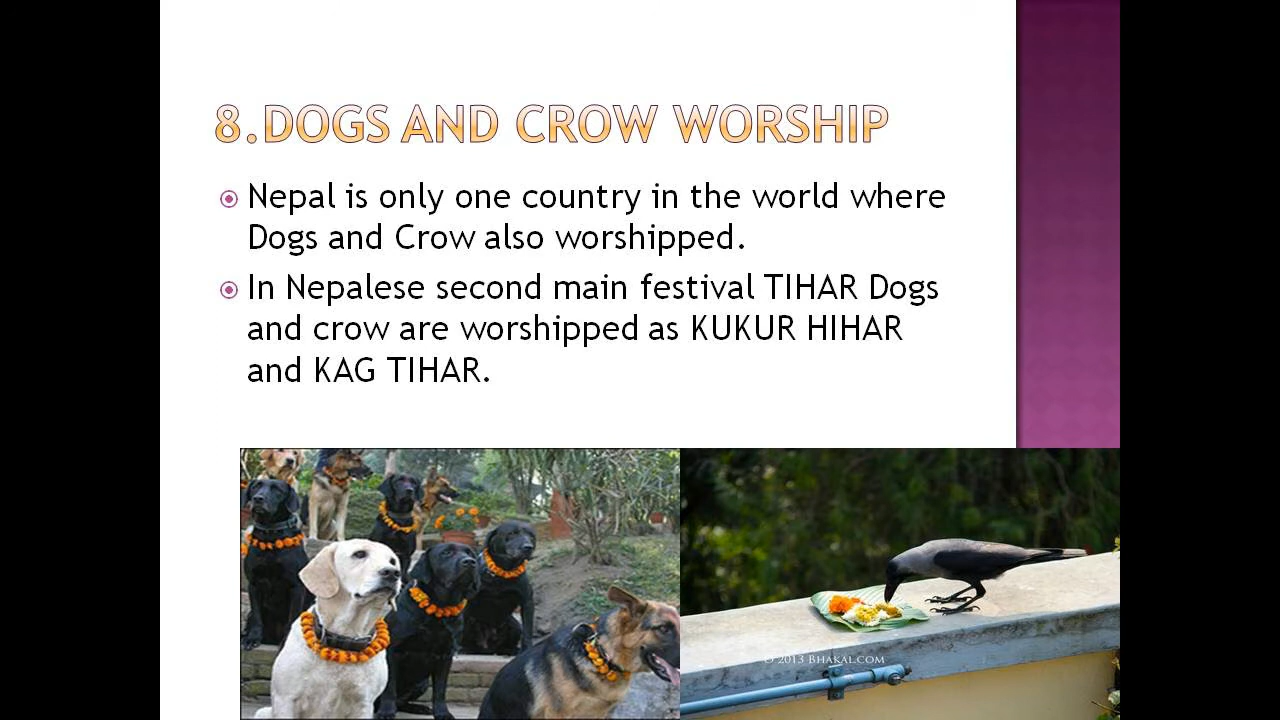 8.DOGS AND CROW WORSHIP
Nepal is only one country in the world where
Dogs and Crow also worshipped.
In Nepalese second main festival TIHAR Dogs
and crow are worshipped as KUKUR HIHAR
and KAG TIHAR.
© 2013 BHAKAL.COM